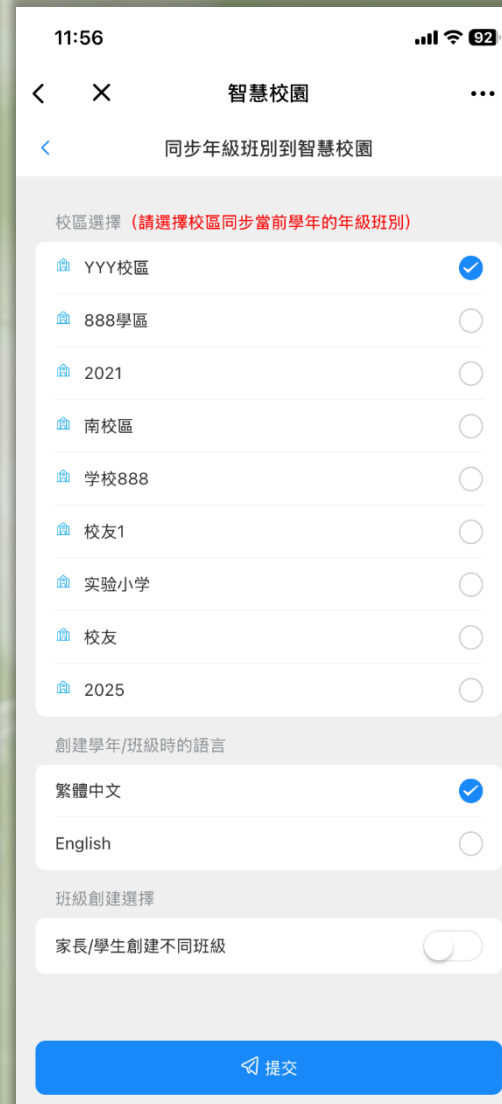 11:56
92
智慧校園
同步年級班別到智慧校園
校區選擇（請選擇校區同步當前學年的年級班別）
YYY校區
888學區
2021
南校區
学校888
校友1
实验小学
校友
2025
創建學年/班級時的語言
繁體中文
English
班級創建選擇
家長/學生創建不同班級
提交